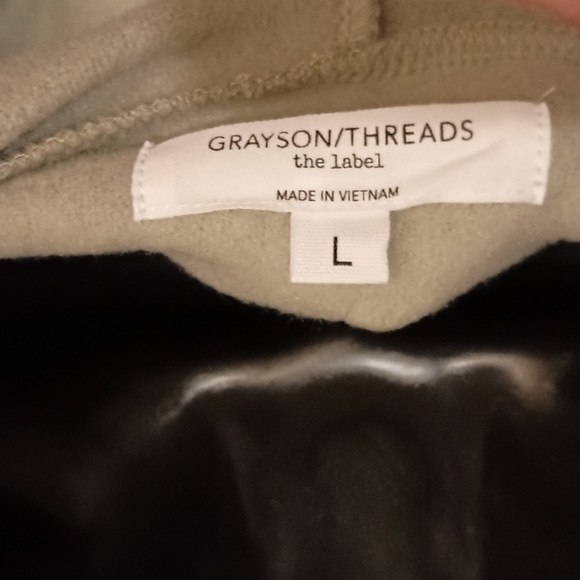 GRAYSON/THREADS
the label
MADE IN VIETNAM
L